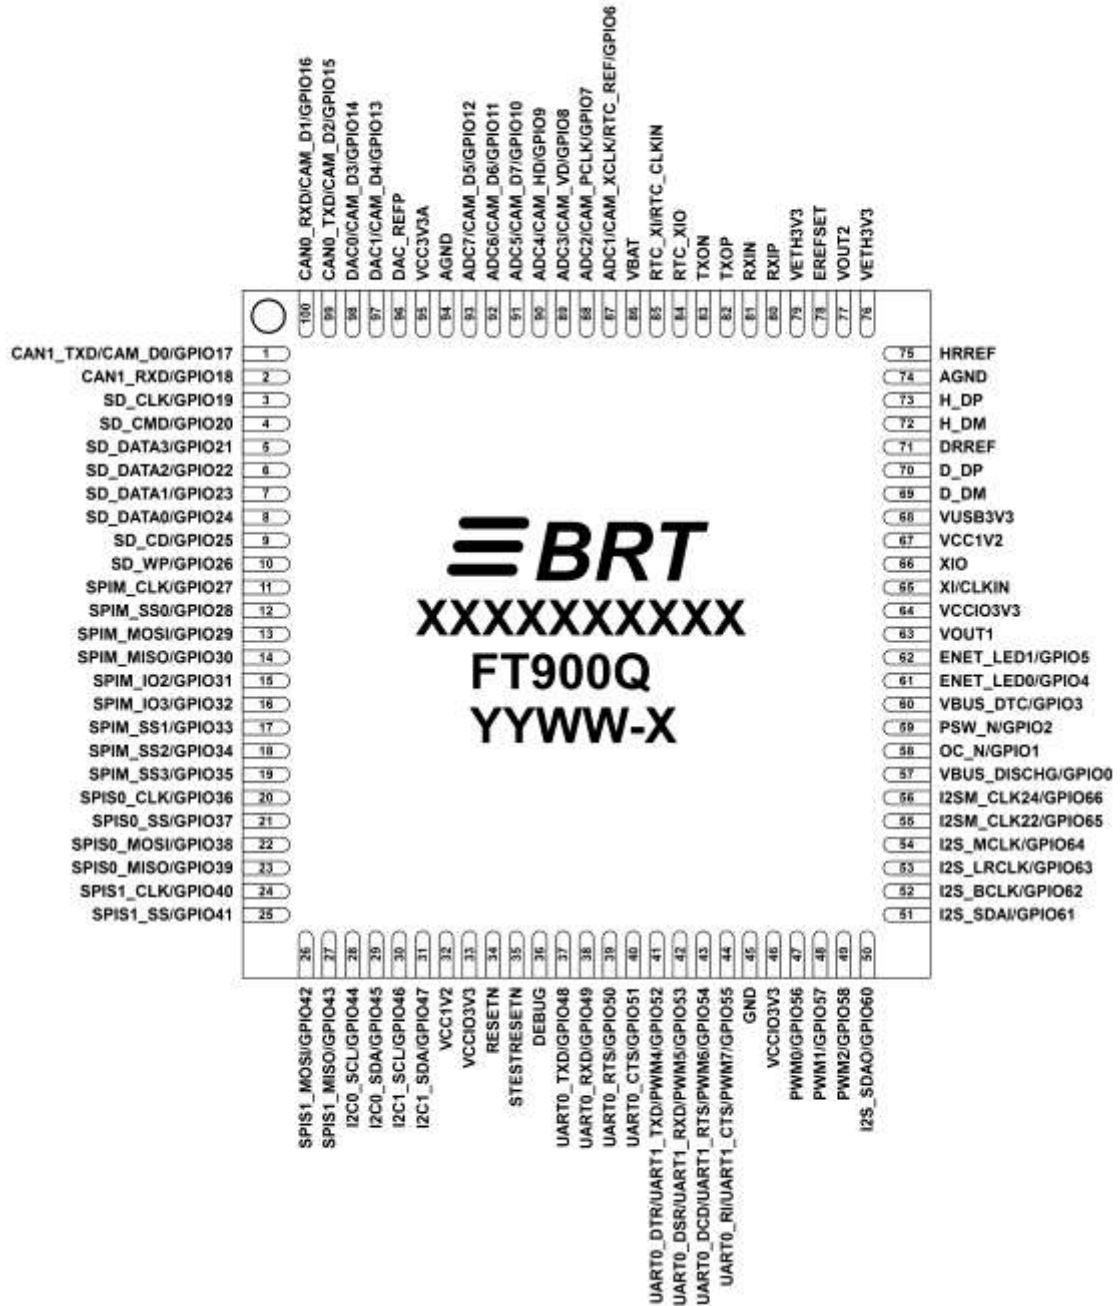 CAN0_RXD/CAM_D1/GPIO16
CAN0_TXD/CAM_D2/GPIO15
DAC0/CAM_D3/GPIO14
DAC1/CAM_D4/GPIO13
DAC_REFP
VCC3V3A
AGND
ADC7/CAM_D5/GPIO12
ADC6/CAM_D6/GPIO11
ADC5/CAM_D7/GPIO10
ADC4/CAM_HD/GPIO9
ADC3/CAM_VD/GPIO8
ADC2/CAM_PCLK/GPIO7
ADC1/CAM_XCLK/RTC_REF/GPIO6
VBAT
RTC_XI/RTC_CLKIN
RTC_XIO
TXON
TXOP
RXIN
RXIP
VETH3V3
EREFSET
VOUT2
VETH3V3
100
99
98
97
96
95
94
93
92
91
90
89
88
87
86
85
84
83
82
81
80
79
78
77
76
CAN1_TXD/CAM_D0/GPIO17 1
CAN1_RXD/GPIO18 2
SD_CLK/GPIO19 3
SD_CMD/GPIO20 4
SD_DATA3/GPIO21 5
SD_DATA2/GPIO22 6
SD_DATA1/GPIO23 7
SD_DATA0/GPIO24 8
SD_CD/GPIO25 9
SD_WP/GPIO26 10
SPIM_CLK/GPIO27 11
SPIM_SS0/GPIO28 12
SPIM_MOSI/GPIO29 13
SPIM_MISO/GPIO30 14
SPIM_IO2/GPIO31 15
SPIM_IO3/GPIO32 16
SPIM_SS1/GPIO33 17
SPIM_SS2/GPIO34 18
SPIM_SS3/GPIO35 19
SPIS0_CLK/GPIO36 20
SPIS0_SS/GPIO37 21
SPIS0_MOSI/GPIO38 22
SPIS0_MISO/GPIO39 23
SPIS1_CLK/GPIO40 24
SPIS1_SS/GPIO41 25
BRT
XXXXXXXXXX
FT900Q
YYWW-X
75 HRREF
74 AGND
73 H_DP
72 H_DM
71 DRREF
70 D_DP
69 D_DM
68 VUSB3V3
67 VCC1V2
66 XIO
65 XI/CLKIN
64 VCCIO3V3
63 VOUT1
62 ENET_LED1/GPIO5
61 ENET_LED0/GPIO4
60 VBUS_DTC/GPIO3
59 PSW_N/GPIO2
58 OC_N/GPIO1
57 VBUS_DISCHG/GPIO0
56 I2SM_CLK24/GPIO66
55 I2SM_CLK22/GPIO65
54 I2S_MCLK/GPIO64
53 I2S_LRCLK/GPIO63
52 I2S_BCLK/GPIO62
51 I2S_SDAI/GPIO61
26
27
28
29
30
31
32
33
34
35
36
37
38
39
40
41
42
43
44
45
46
47
48
49
50
SPIS1_MOSI/GPIO42
SPIS1_MISO/GPIO43
I2C0_SCL/GPIO44
I2C0_SDA/GPIO45
I2C1_SCL/GPIO46
I2C1_SDA/GPIO47
VCC1V2
VCCIO3V3
RESETN
STESTRESETN
DEBUG
UART0_TXD/GPIO48
UART0_RXD/GPIO49
UART0_RTS/GPIO50
UART0_CTS/GPIO51
UART0_DTR/UART1_TXD/PWM4/GPIO52
UART0_DSR/UART1_RXD/PWM5/GPIO53
UART0_DCD/UART1_RTS/PWM6/GPIO54
UART0_RI/UART1_CTS/PWM7/GPIO55
GND
VCCIO3V3
PWM0/GPIO56
PWM1/GPIO57
PWM2/GPIO58
I2S_SDAO/GPIO60